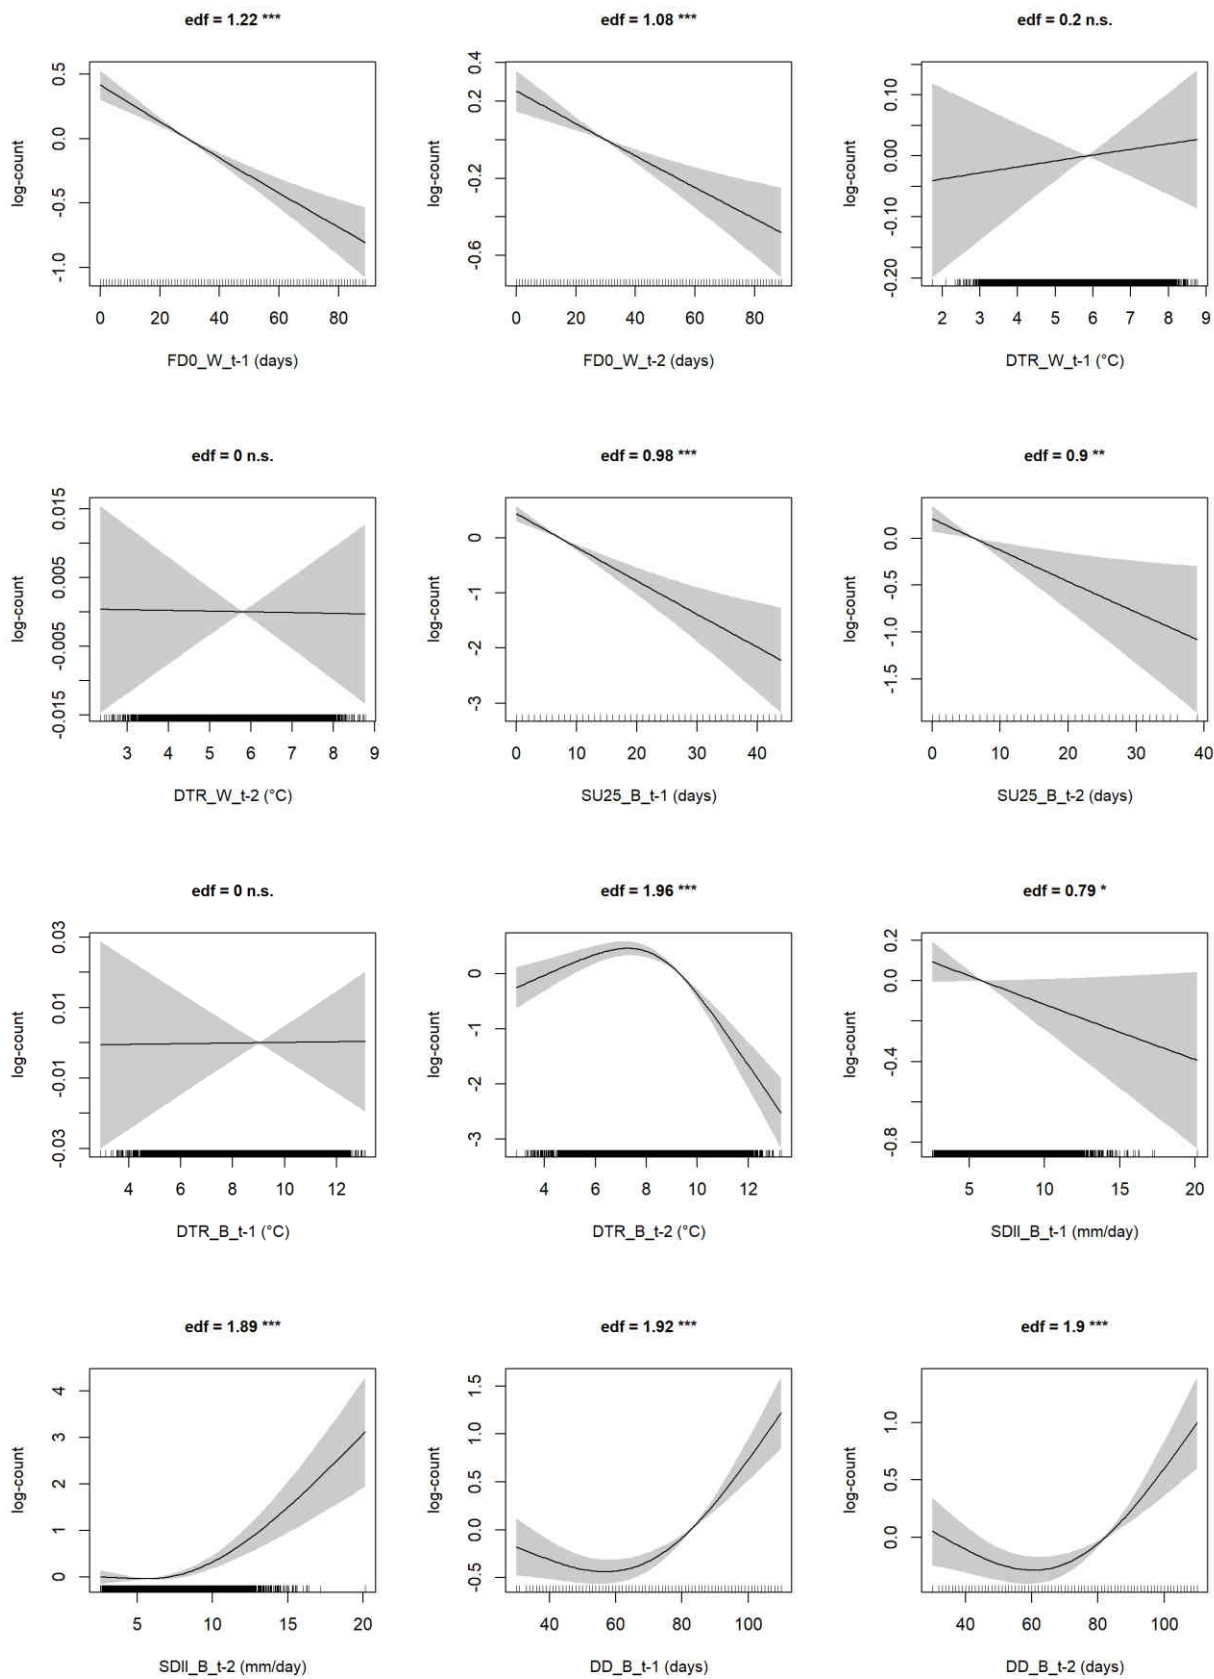 edf = 1.22 ***
edf = 1.08 ***
edf = 0.2 n.s.
log-count
-1.0 -0.5 0.0 0.5
0 20 40 60 80
FD0_W_t-1 (days)
log-count
-0.6 -0.2 0.2 0.4
0 20 40 60 80
FD0_W_t-2 (days)
log-count
-0.20 -0.10 0.00 0.10
2 3 4 5 6 7 8 9
DTR_W_t-1 (°C)
edf = 0 n.s.
edf = 0.98 ***
edf = 0.9 **
log-count
-0.015 -0.005 0.005 0.015
3 4 5 6 7 8 9
DTR_W_t-2 (°C)
log-count
-3 -2 -1 0
0 10 20 30 40
SU25_B_t-1 (days)
log-count
-1.5 -1.0 -0.5 0.0
0 10 20 30 40
SU25_B_t-2 (days)
edf = 0 n.s.
edf = 1.96 ***
edf = 0.79 *
log-count
-0.03 -0.01 0.01 0.03
4 6 8 10 12
DTR_B_t-1 (°C)
log-count
-3 -2 -1 0
4 6 8 10 12
DTR_B_t-2 (°C)
log-count
-0.8 -0.4 0.0 0.2
5 10 15 20
SDII_B_t-1 (mm/day)
edf = 1.89 ***
edf = 1.92 ***
edf = 1.9 ***
log-count
0 1 2 3 4
5 10 15 20
SDII_B_t-2 (mm/day)
log-count
-0.5 0.0 0.5 1.0 1.5
40 60 80 100
DD_B_t-1 (days)
log-count
0.0 0.5 1.0
40 60 80 100
DD_B_t-2 (days)